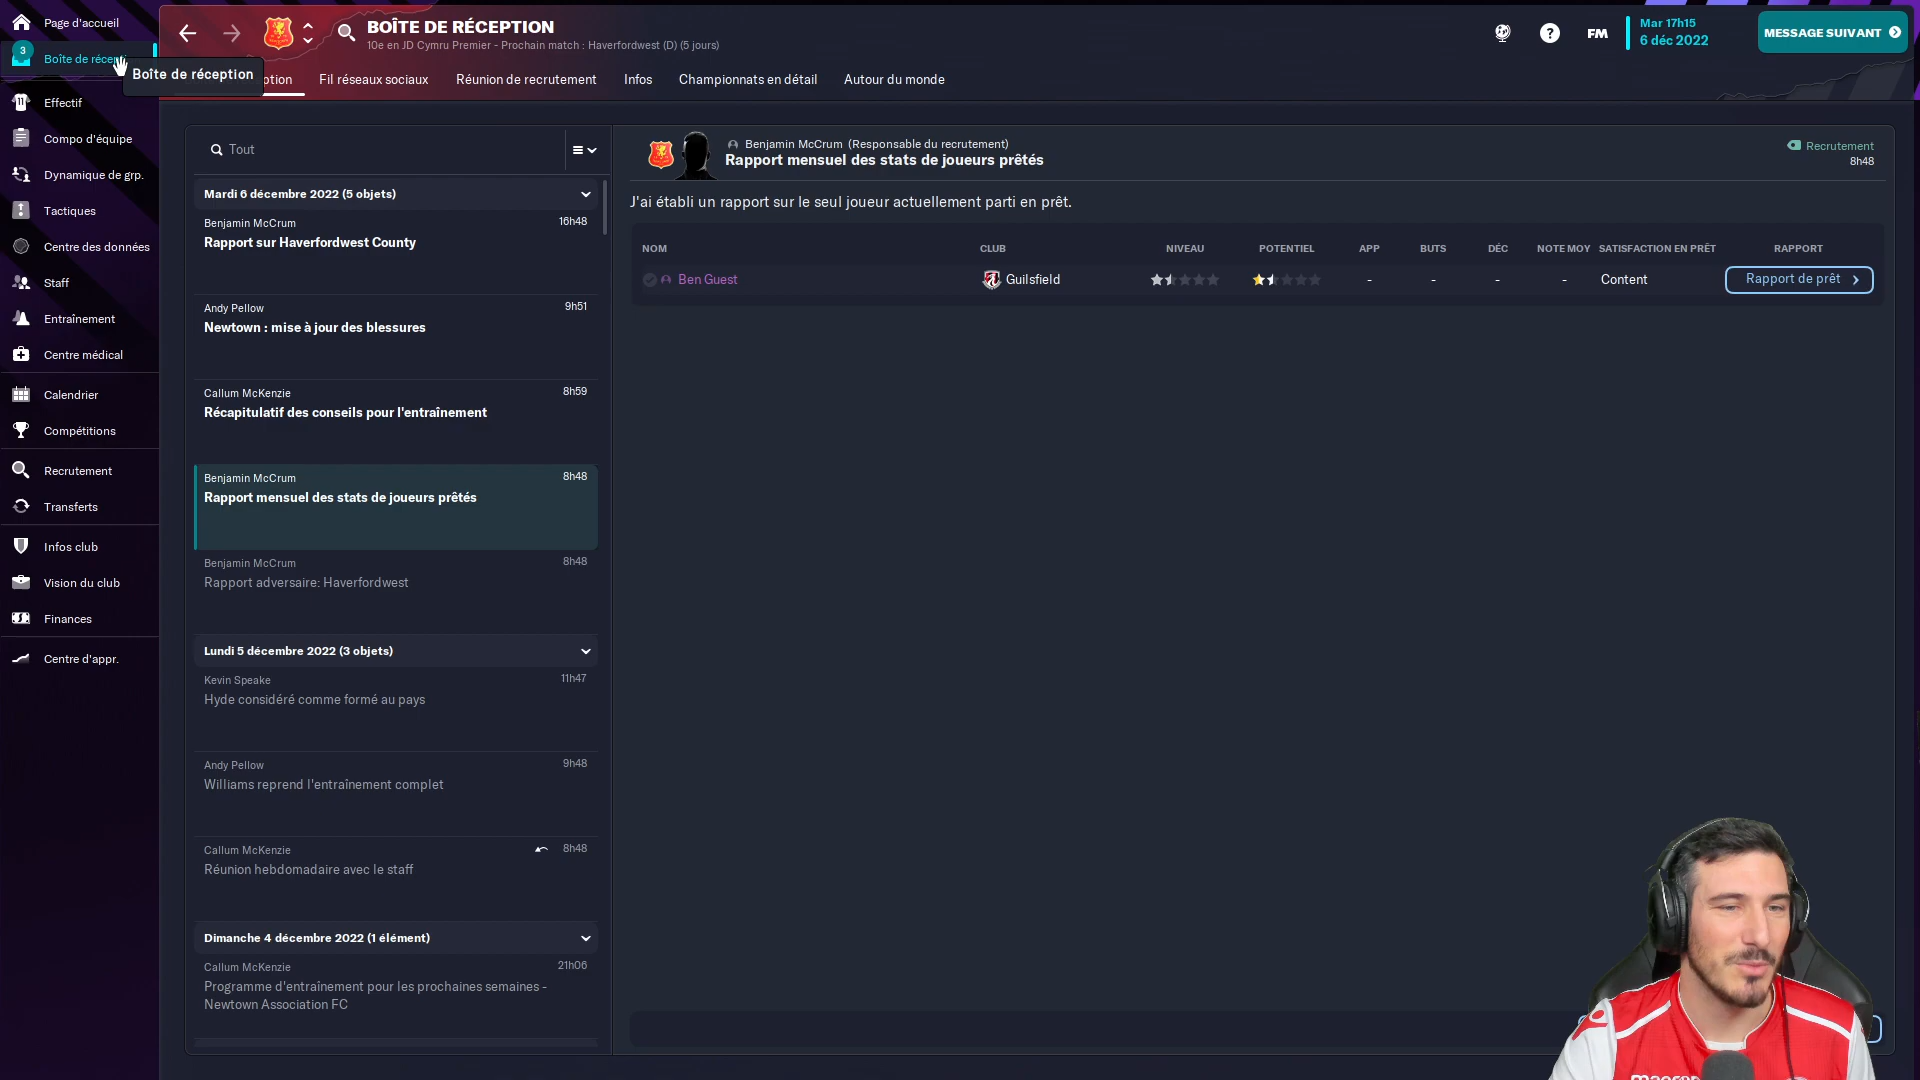 Page d'accueil
3
Boîte de récep
Boîte de réception
Effectif
Compo d'équipe
Dynamique de grp.
Tactiques
Centre des données
Staff
Entraînement
Centre médical
Calendrier
Compétitions
Recrutement
Transferts
Infos club
Vision du club
Finances
Centre d'appr.
BOÎTE DE RÉCEPTION
10e en JD Cymru Premier - Prochain match : Haverfordwest (D) (5 jours)
FM
Mar 17h15
6 déc 2022
MESSAGE SUIVANT
ption
Fil réseaux sociaux
Réunion de recrutement
Infos
Championnats en détail
Autour du monde
Tout
Mardi 6 décembre 2022 (5 objets)
Benjamin McCrum 16h48
Rapport sur Haverfordwest County
Andy Pellow 9h51
Newtown : mise à jour des blessures
Callum McKenzie 8h59
Récapitulatif des conseils pour l'entraînement
Benjamin McCrum 8h48
Rapport mensuel des stats de joueurs prêtés
Benjamin McCrum 8h48
Rapport adversaire: Haverfordwest
Lundi 5 décembre 2022 (3 objets)
Kevin Speake 11h47
Hyde considéré comme formé au pays
Andy Pellow 9h48
Williams reprend l'entraînement complet
Callum McKenzie 8h48
Réunion hebdomadaire avec le staff
Dimanche 4 décembre 2022 (1 élément)
Callum McKenzie 21h06
Programme d'entraînement pour les prochaines semaines -
Newtown Association FC
Benjamin McCrum (Responsable du recrutement)
Rapport mensuel des stats de joueurs prêtés
Recrutement
8h48
J'ai établi un rapport sur le seul joueur actuellement parti en prêt.
NOM CLUB NIVEAU POTENTIEL APP BUTS DÉC NOTE MOY SATISFACTION EN PRÊT RAPPORT
Ben Guest Guilsfield - - - - Content Rapport de prêt